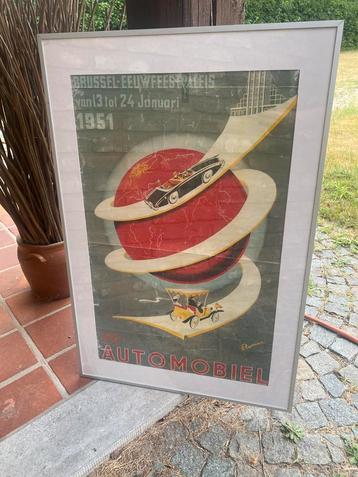 BRUSSEL-EEUWFEESTPALEIS
van 13 tot 24 Januari
1951
AUTOMOBIEL